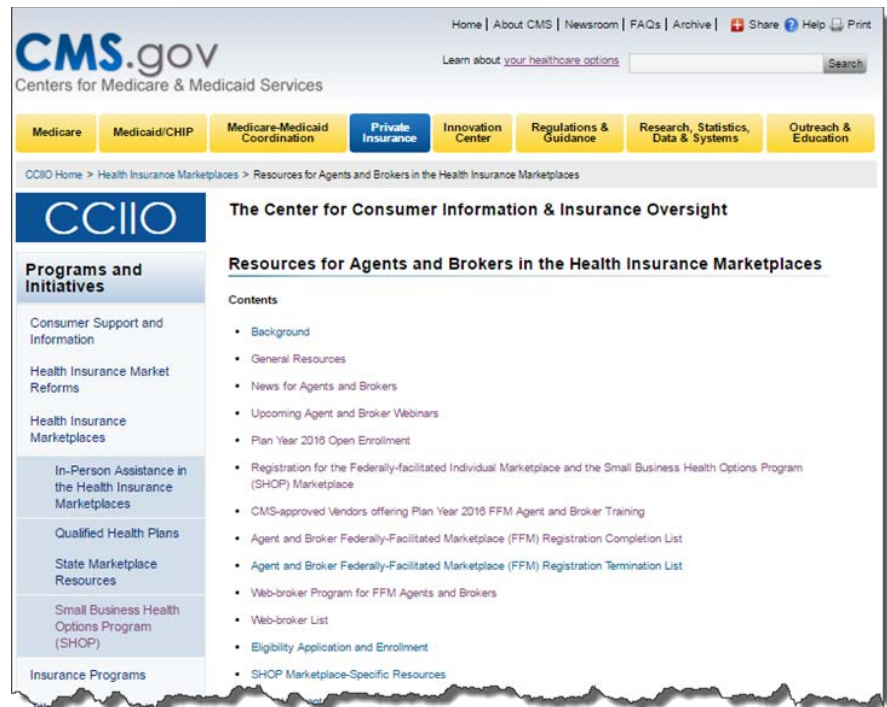 Home | About CMS | Newsroom | FAQs | Archive | Share Help Print
CMS.gov
Centers for Medicare & Medicaid Services
Learn about your healthcare options
Search
Medicare
Medicaid/CHIP
Medicare-Medicaid
Coordination
Private
Insurance
Innovation
Center
Regulations &
Guidance
Research, Statistics,
Data & Systems
Outreach &
Education
CCIIO Home > Health Insurance Marketplaces > Resources for Agents and Brokers in the Health Insurance Marketplaces
CCIIO
Programs and
Initiatives
Consumer Support and
Information
Health Insurance Market
Reforms
Health Insurance
Marketplaces
In-Person Assistance in
the Health Insurance
Marketplaces
Qualified Health Plans
State Marketplace
Resources
Small Business Health
Options Program
(SHOP)
Insurance Programs
The Center for Consumer Information & Insurance Oversight
Resources for Agents and Brokers in the Health Insurance Marketplaces
Contents
• Background
• General Resources
• News for Agents and Brokers
• Upcoming Agent and Broker Webinars
• Plan Year 2016 Open Enrollment
• Registration for the Federally-facilitated Individual Marketplace and the Small Business Health Options Program
(SHOP) Marketplace
• CMS-approved Vendors offering Plan Year 2016 FFM Agent and Broker Training
• Agent and Broker Federally-Facilitated Marketplace (FFM) Registration Completion List
• Agent and Broker Federally-Facilitated Marketplace (FFM) Registration Termination List
• Web-broker Program for FFM Agents and Brokers
• Web-broker List
• Eligibility Application and Enrollment
• SHOP Marketplace-Specific Resources